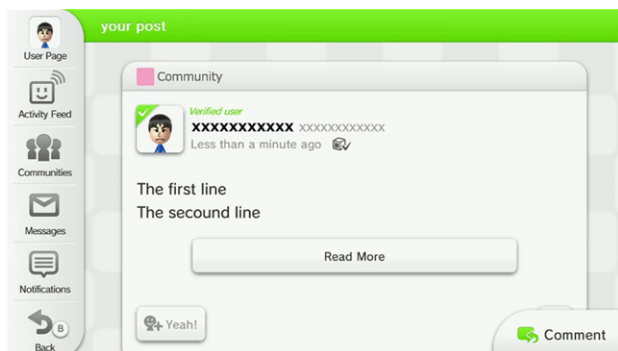 your post
User Page
Activity Feed
Communities
Messages
Notifications
B
Back
Community
Verified user
xxxxxxxxxxx xxxxxxxxxxxx
Less than a minute ago
The first line
The secound line
Read More
Yeah!
Comment